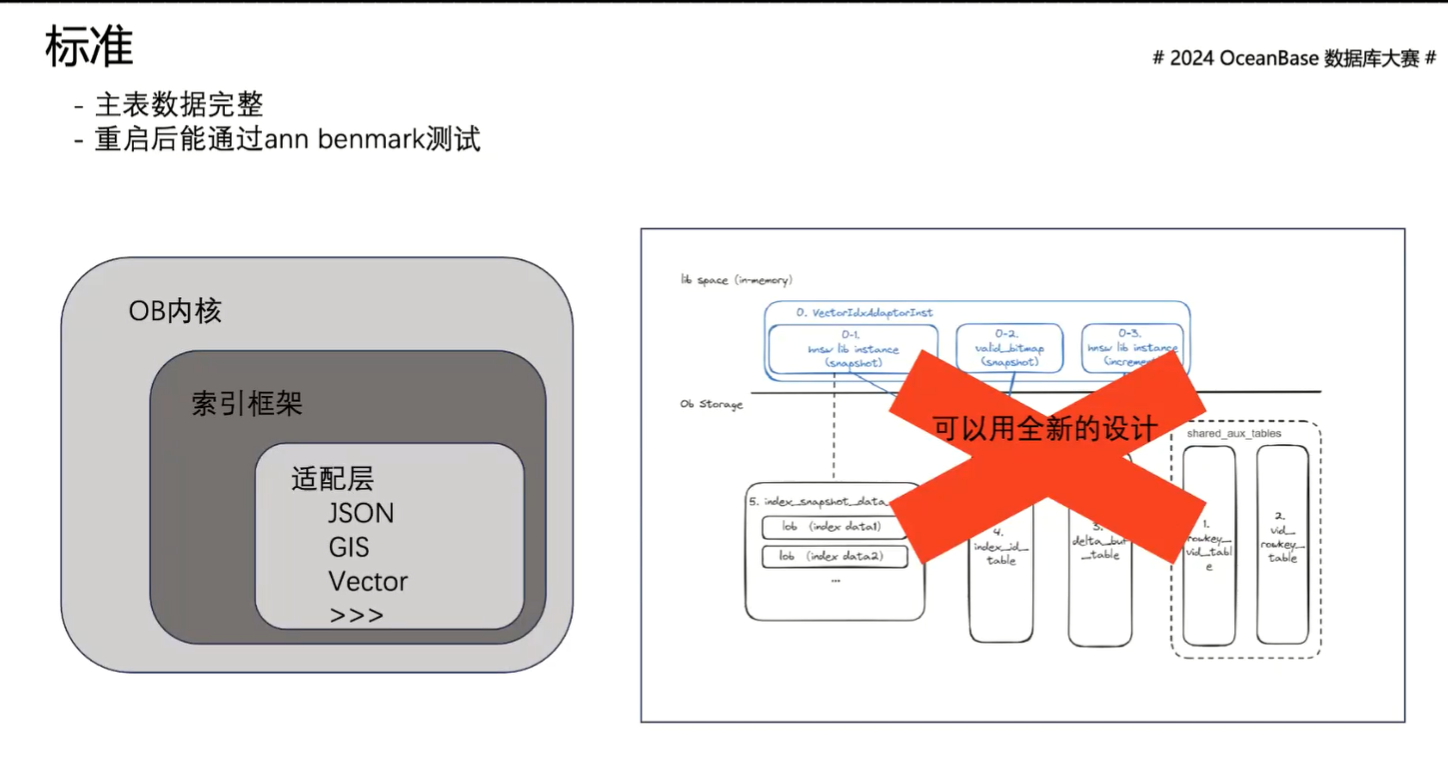 标准
# 2024 OceanBase 数据库大赛 #
- 主表数据完整
- 重启后能通过ann benmark测试
OB内核
索引框架
适配层
JSON
GIS
Vector
>>>
lib space (in-memory)
0. VectorIdxAdaptorInst
0-1.
hnsw lib instance
(snapshot)
0-2.
valid_bitmap
(snapshot)
0-3.
hnsw lib instance
Ob Storage
可以用全新的设计
shared_aux_tables
5. index_snapshot_data_
lob (index data1)
lob (index data2)
...
4.
index_id_
table
3.
delta_buf
_table
1.
rowkey_
vid_tabl
e
2.
vid_
rowkey_
table